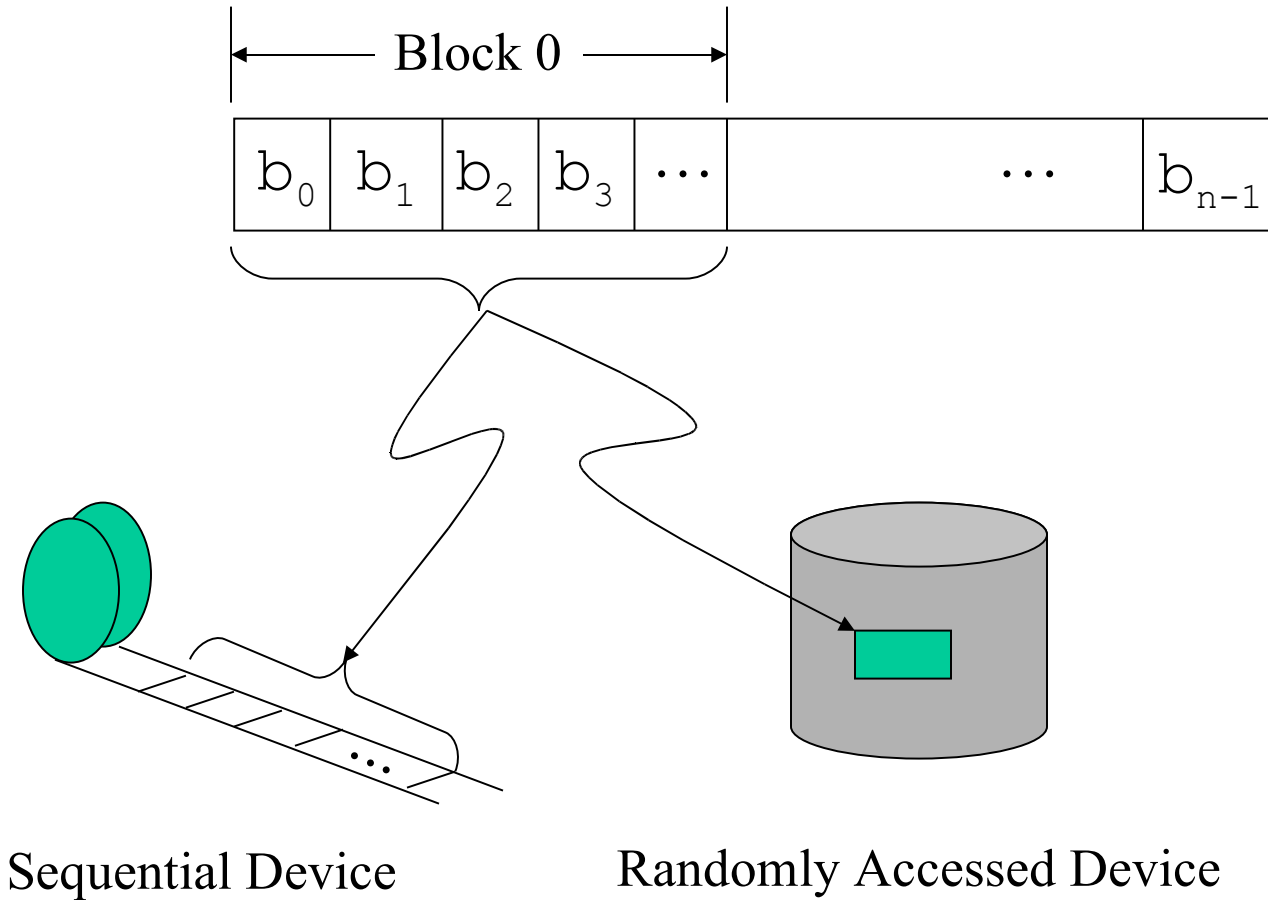 Block 0
b₀ b₁ b₂ b₃ ... ... bₙ₋₁
...
Sequential Device Randomly Accessed Device